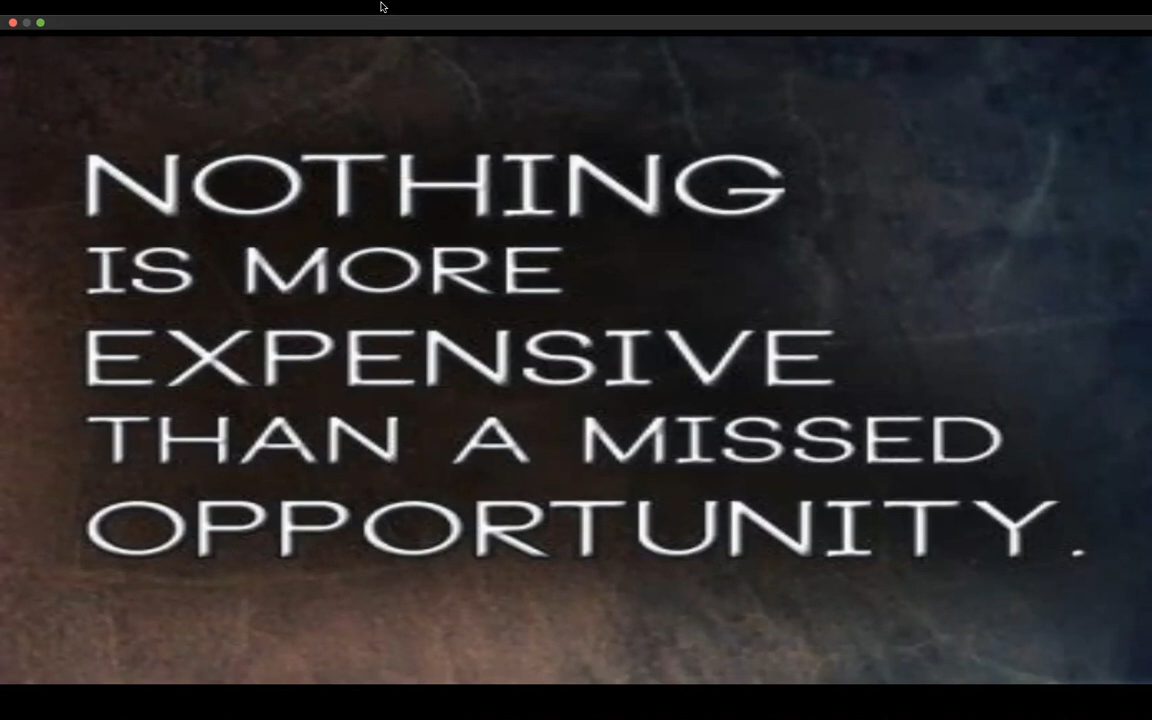 NOTHING
IS MORE
EXPENSIVE
THAN A MISSED
OPPORTUNITY.